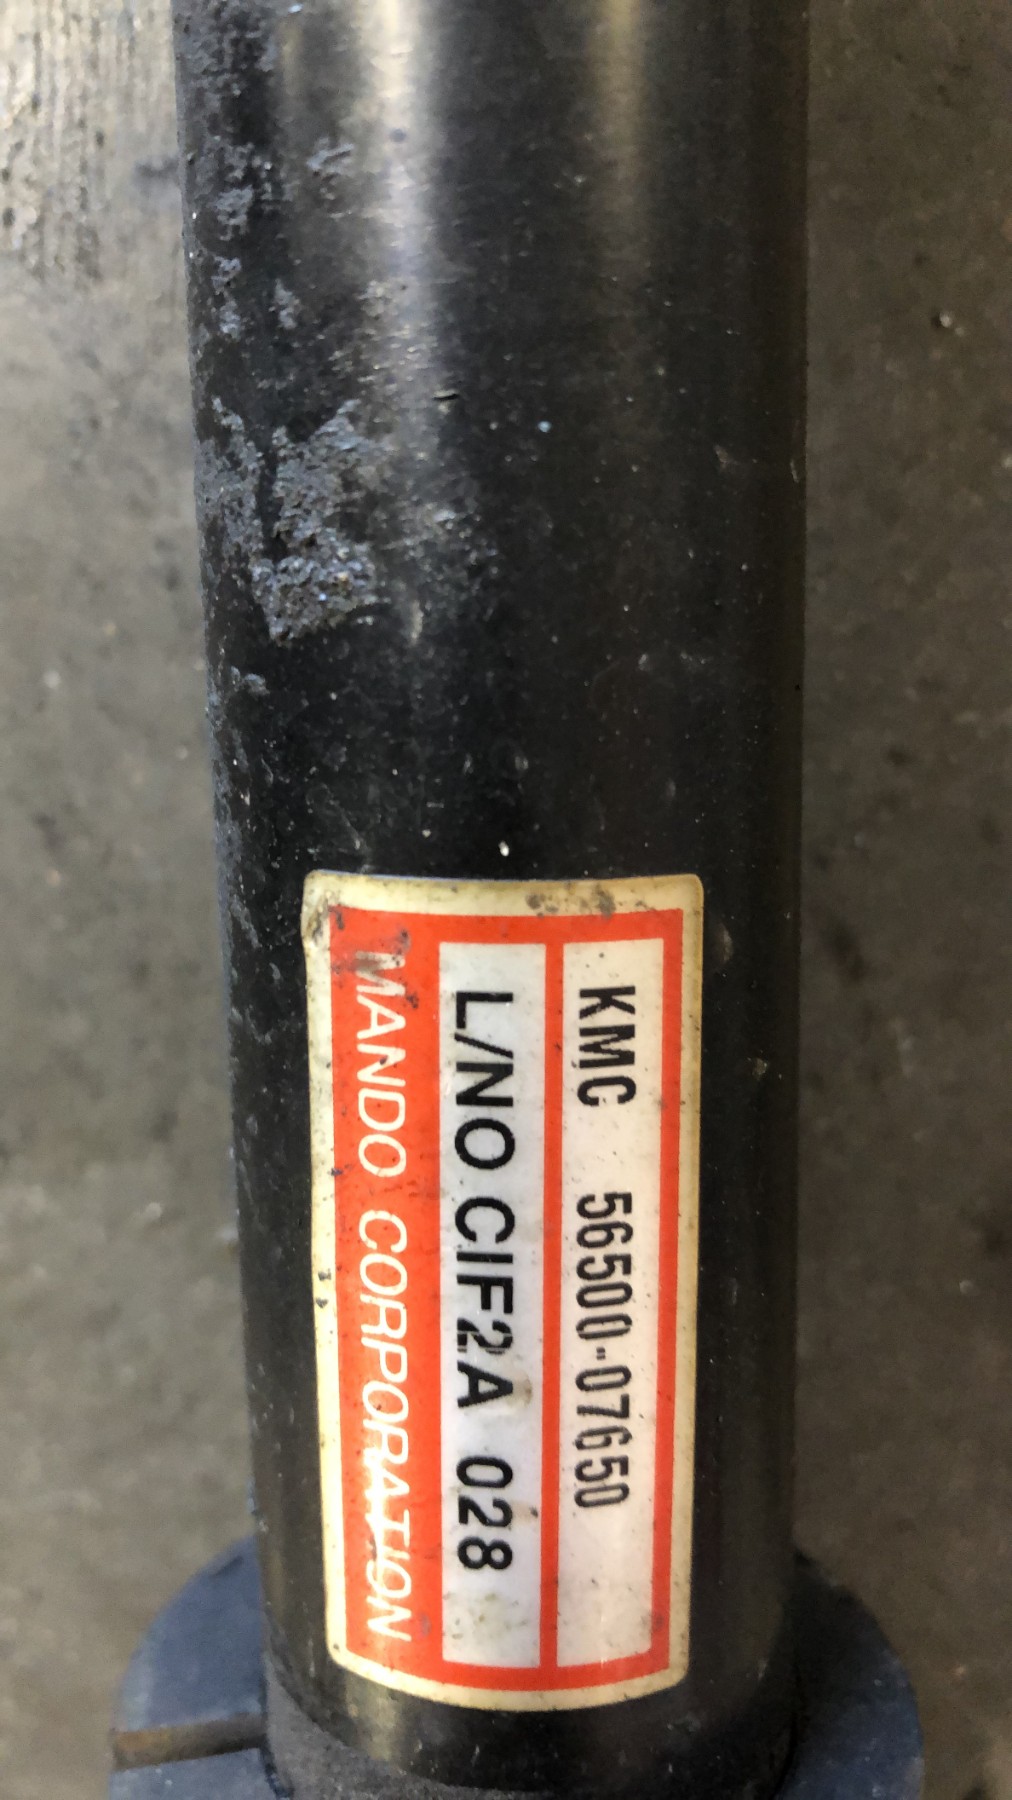 KMC 56500-07650
L/NO CIF2A 028
MANDO CORPORATION